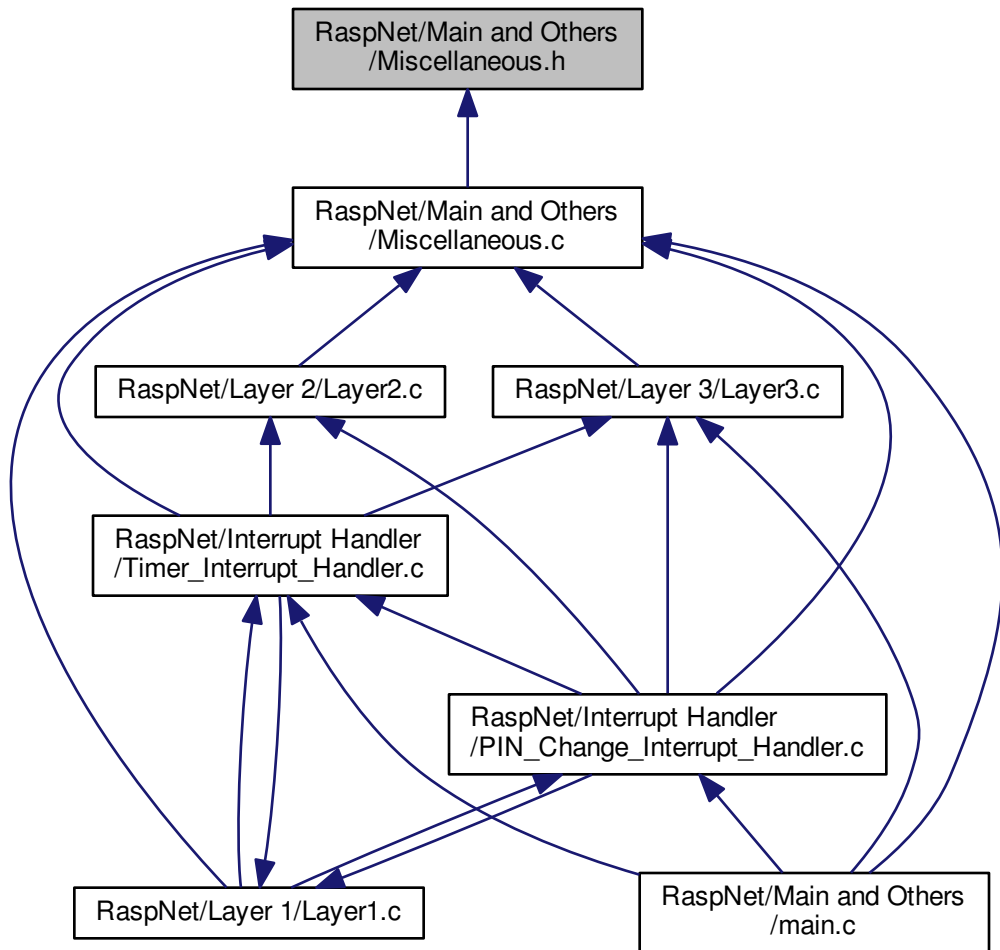 RaspNet/Main and Others
/Miscellaneous.h
RaspNet/Main and Others
/Miscellaneous.c
RaspNet/Layer 2/Layer2.c
RaspNet/Layer 3/Layer3.c
RaspNet/Interrupt Handler
/Timer_Interrupt_Handler.c
RaspNet/Interrupt Handler
/PIN_Change_Interrupt_Handler.c
RaspNet/Layer 1/Layer1.c
RaspNet/Main and Others
/main.c